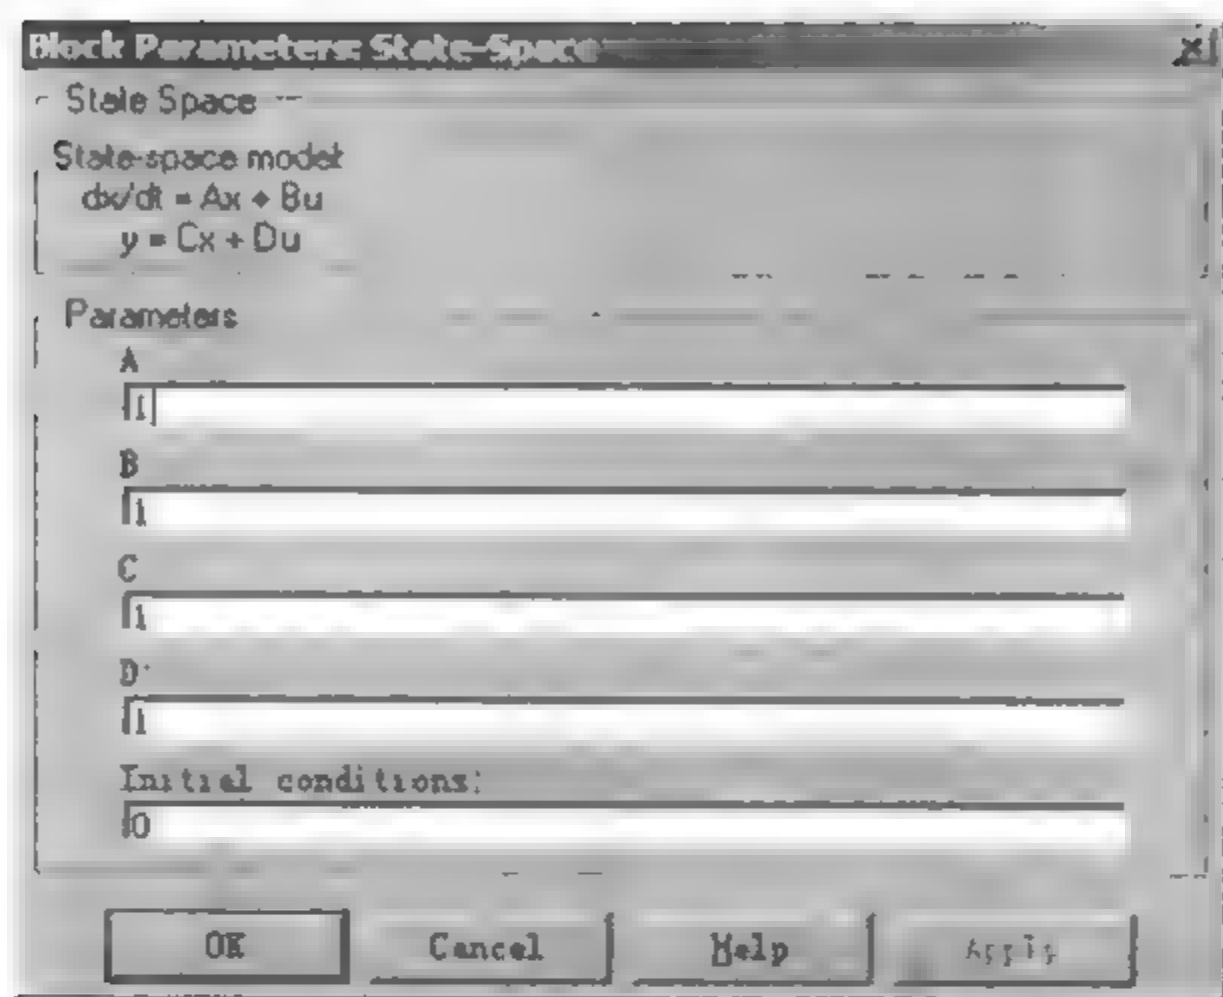 Block Parameters: State-Space
State Space
State-space model:
dx/dt = Ax + Bu
y = Cx + Du
Parameters
A
1
B
1
C
1
D
1
Initial conditions:
0
OK
Cancel
Help
Apply